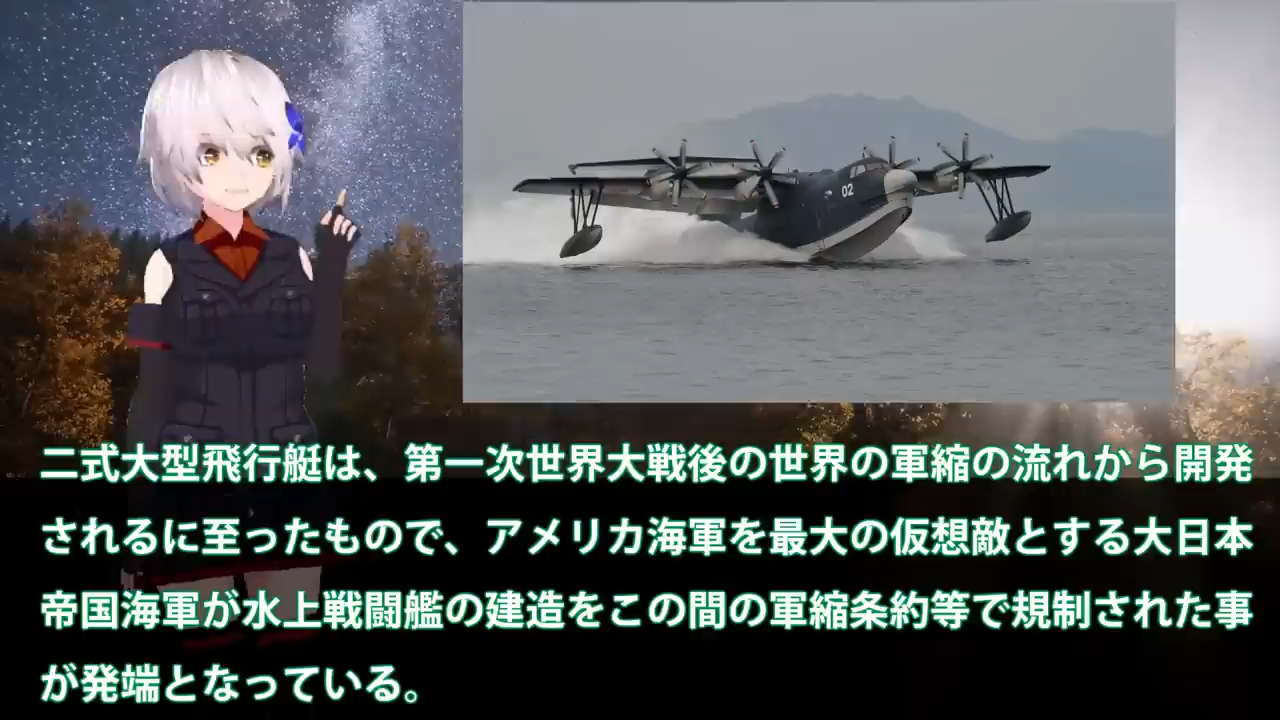 02
二式大型飛行艇は、第一次世界大戦後の世界の軍縮の流れから開発
されるに至ったもので、アメリカ海軍を最大の仮想敵とする大日本
帝国海軍が水上戦闘艦の建造をこの間の軍縮条約等で規制された事
が発端となっている。